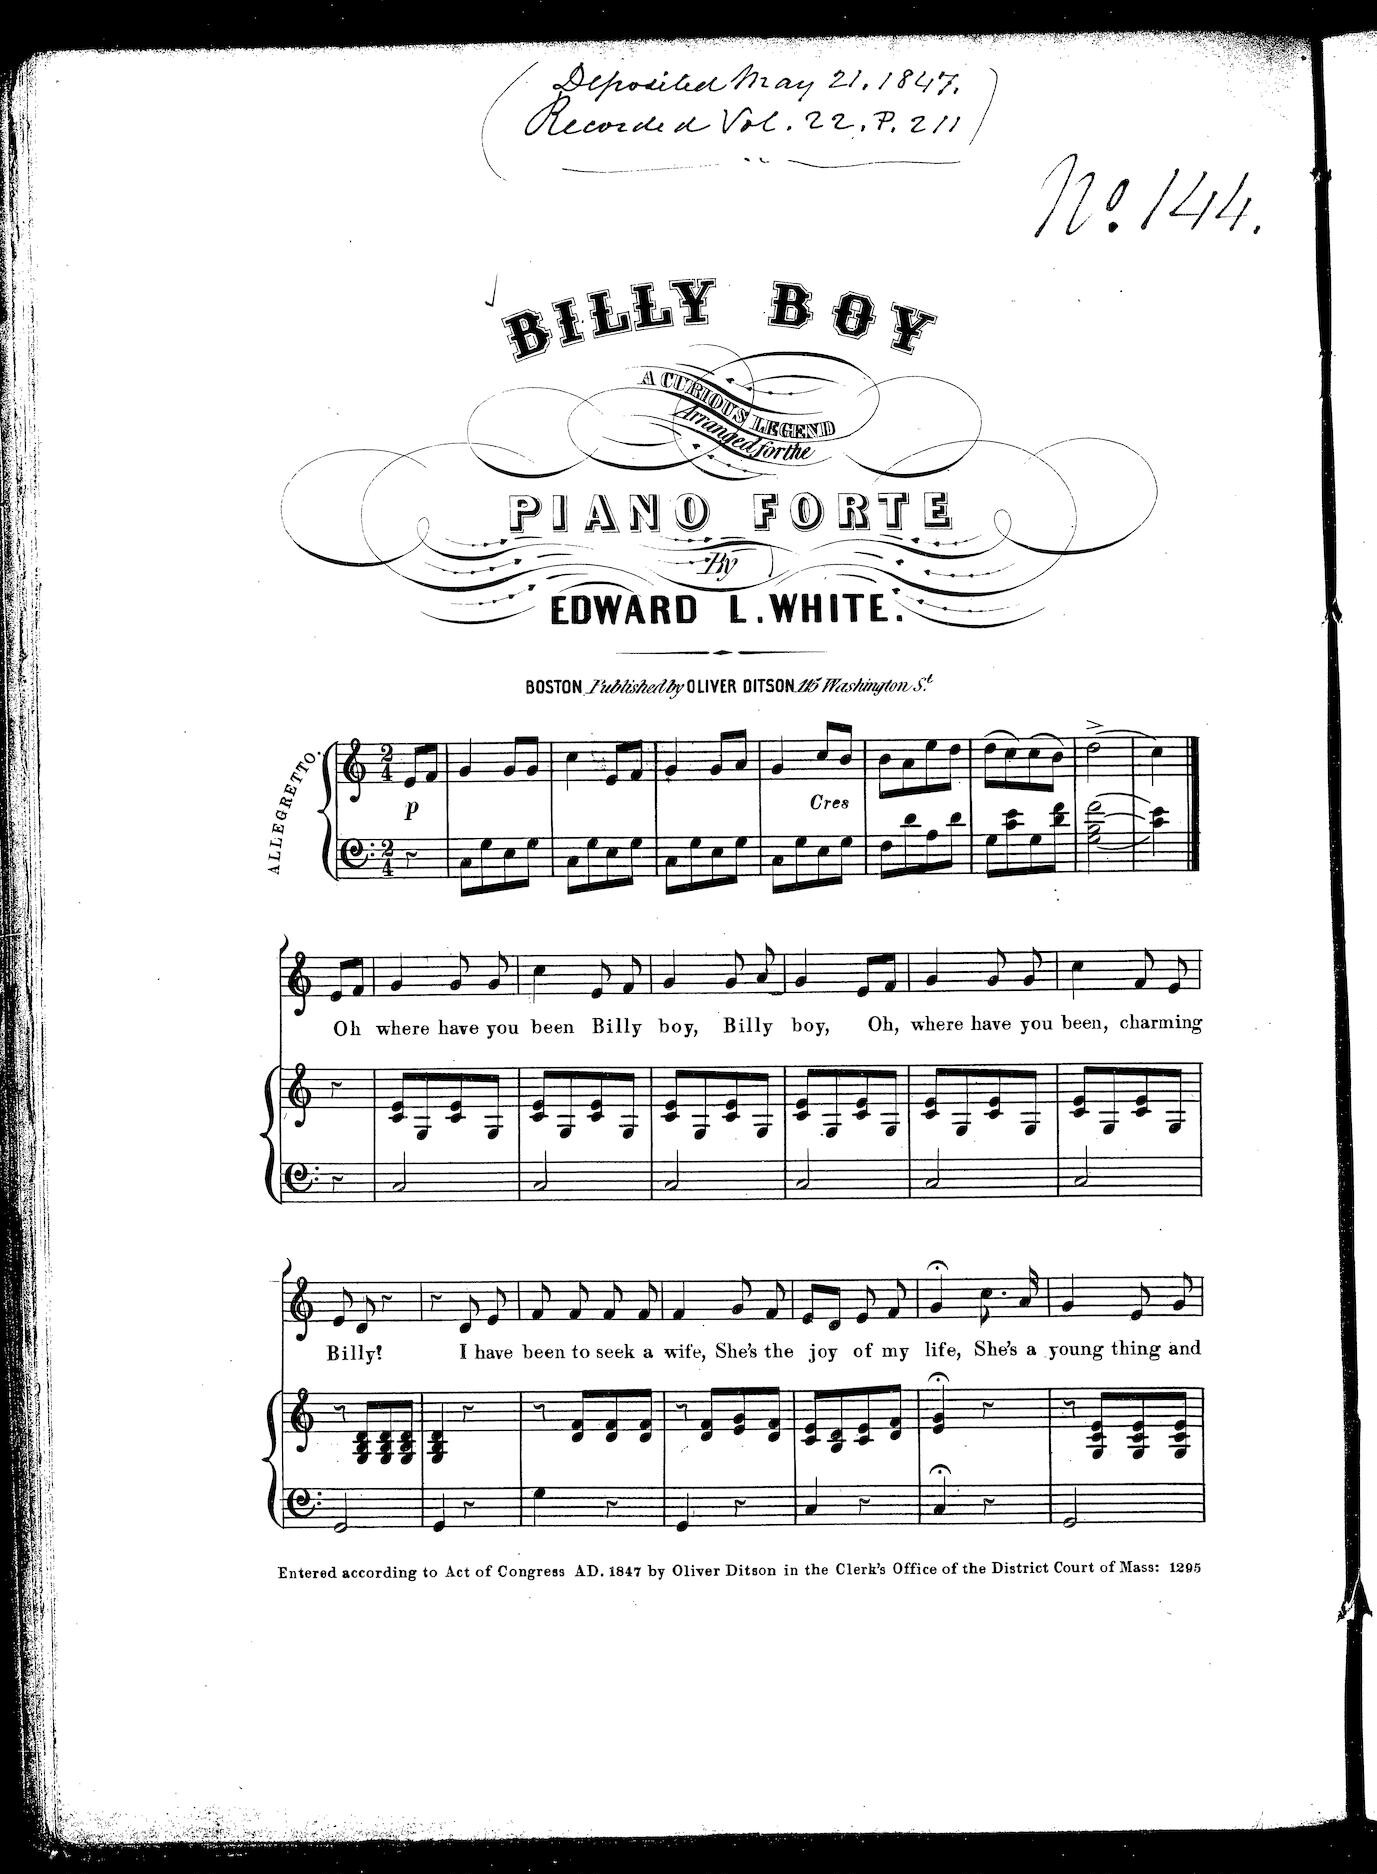 Deposited May 21. 1847.
Recorded Vol. 22. P. 211
No. 144.
BILLY BOY
A CURIOUS LEGEND
Arranged for the
PIANO FORTE
By
EDWARD L. WHITE.
BOSTON Published by OLIVER DITSON 115 Washington St.
ALLEGRETTO.
p
Cres
Oh where have you been Billy boy, Billy boy, Oh, where have you been, charming
Billy! I have been to seek a wife, She's the joy of my life, She's a young thing and
Entered according to Act of Congress AD. 1847 by Oliver Ditson in the Clerk's Office of the District Court of Mass: 1295